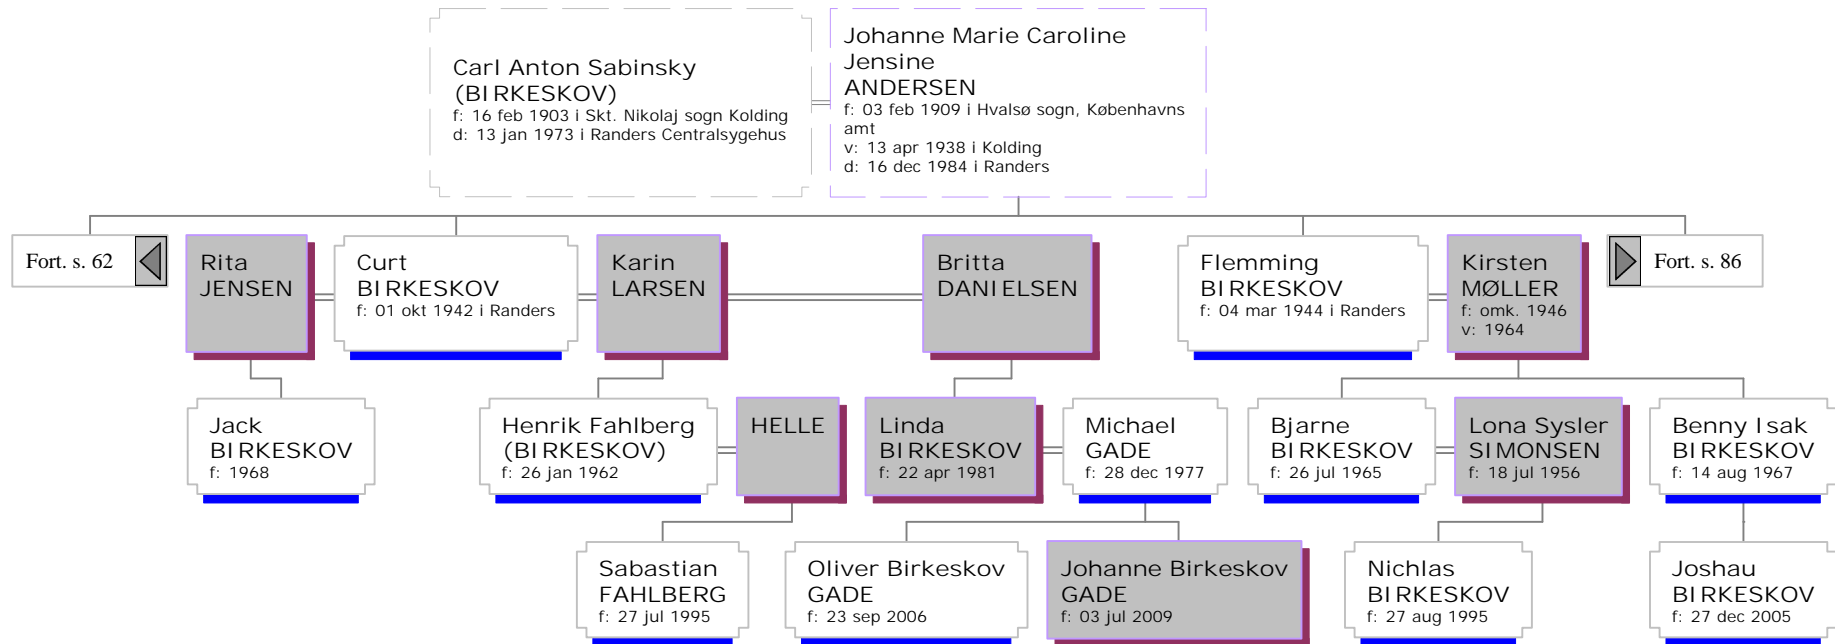 Carl Anton Sabinsky
(BIRKESKOV)
f: 16 feb 1903 i Skt. Nikolaj sogn Kolding
d: 13 jan 1973 i Randers Centralsygehus
Johanne Marie Caroline
Jensine
ANDERSEN
f: 03 feb 1909 i Hvalsø sogn, Københavns
amt
v: 13 apr 1938 i Kolding
d: 16 dec 1984 i Randers
Fort. s. 62
Rita
JENSEN
Curt
BIRKESKOV
f: 01 okt 1942 i Randers
Karin
LARSEN
Britta
DANIELSEN
Flemming
BIRKESKOV
f: 04 mar 1944 i Randers
Kirsten
MØLLER
f: omk. 1946
v: 1964
Fort. s. 86
Jack
BIRKESKOV
f: 1968
Henrik Fahlberg
(BIRKESKOV)
f: 26 jan 1962
HELLE
Linda
BIRKESKOV
f: 22 apr 1981
Michael
GADE
f: 28 dec 1977
Bjarne
BIRKESKOV
f: 26 jul 1965
Lona Sysler
SIMONSEN
f: 18 jul 1956
Benny Isak
BIRKESKOV
f: 14 aug 1967
Sabastian
FAHLBERG
f: 27 jul 1995
Oliver Birkeskov
GADE
f: 23 sep 2006
Johanne Birkeskov
GADE
f: 03 jul 2009
Nichlas
BIRKESKOV
f: 27 aug 1995
Joshau
BIRKESKOV
f: 27 dec 2005